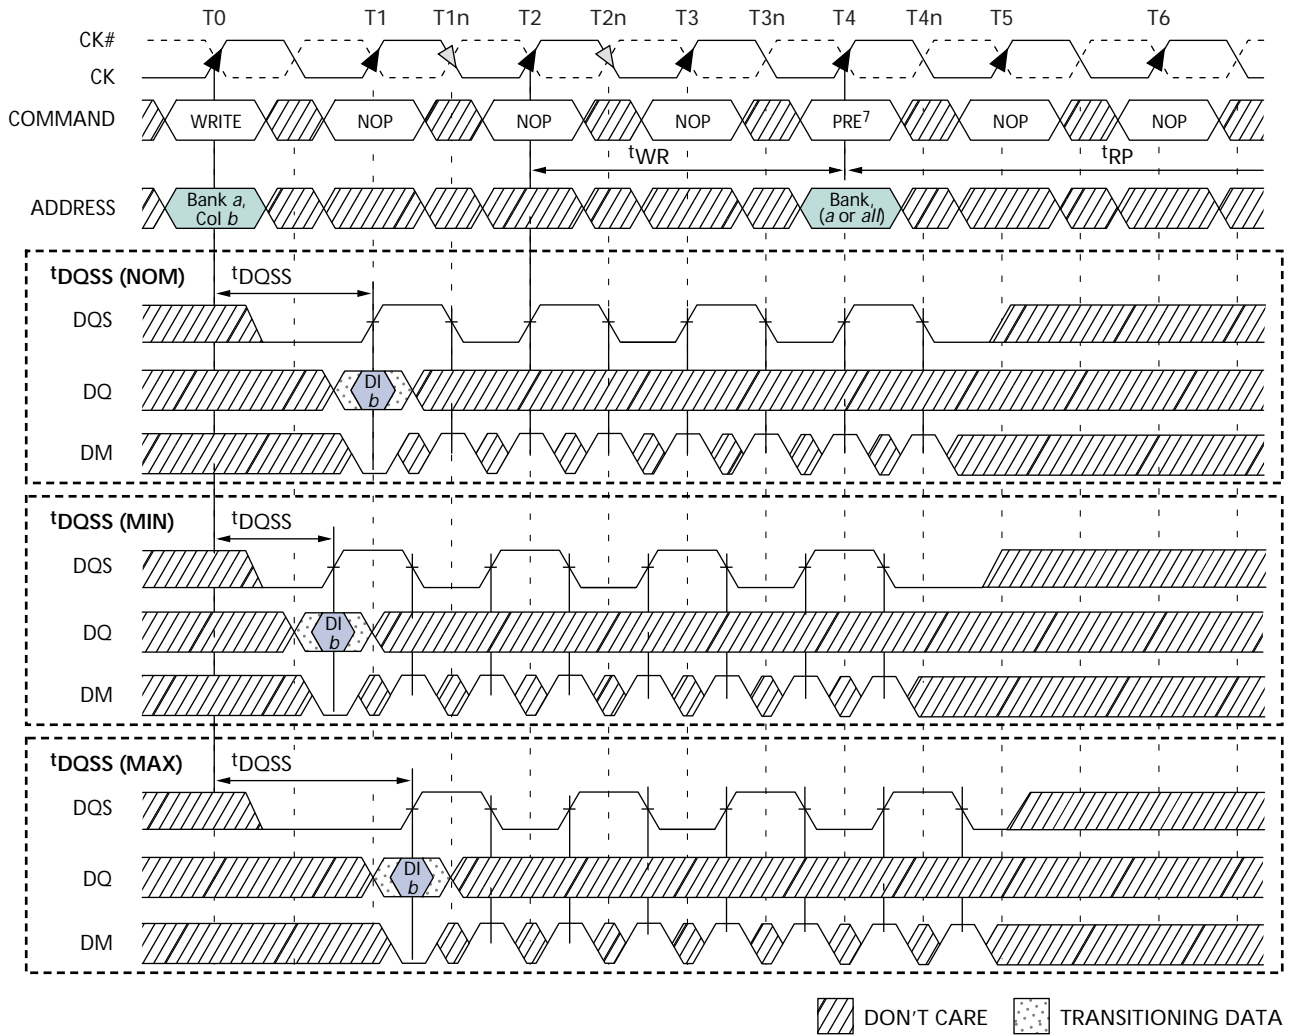 T0 T1 T1n T2 T2n T3 T3n T4 T4n T5 T6
CK#
CK
COMMAND WRITE NOP NOP NOP PRE7 NOP NOP
tWR tRP
ADDRESS Bank a, Col b Bank, (a or all)
tDQSS (NOM) tDQSS
DQS
DQ DI b
DM
tDQSS (MIN) tDQSS
DQS
DQ DI b
DM
tDQSS (MAX) tDQSS
DQS
DQ DI b
DM
DON'T CARE TRANSITIONING DATA